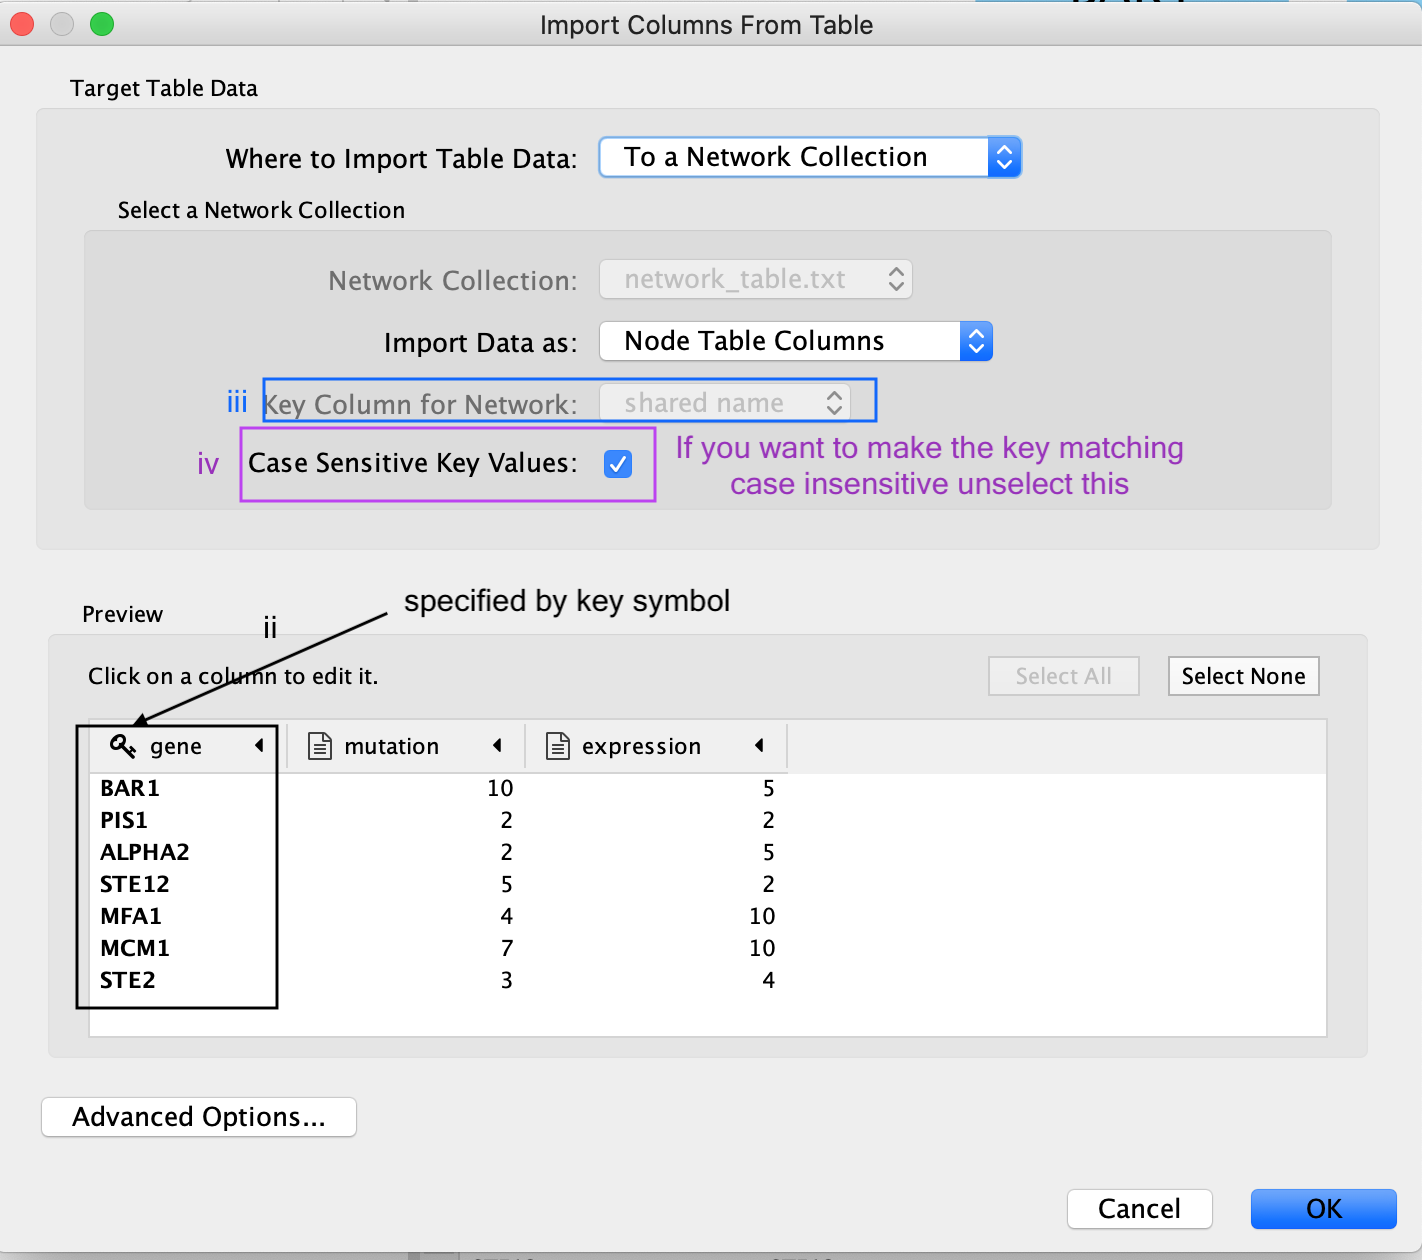 Import Columns From Table
Target Table Data
Where to Import Table Data: To a Network Collection
Select a Network Collection
Network Collection: network_table.txt
Import Data as: Node Table Columns
iii Key Column for Network: shared name
iv Case Sensitive Key Values: If you want to make the key matching
case insensitive unselect this
specified by key symbol
Preview
ii
Click on a column to edit it. Select All Select None
gene mutation expression
BAR1 10 5
PIS1 2 2
ALPHA2 2 5
STE12 5 2
MFA1 4 10
MCM1 7 10
STE2 3 4
Advanced Options...
Cancel OK